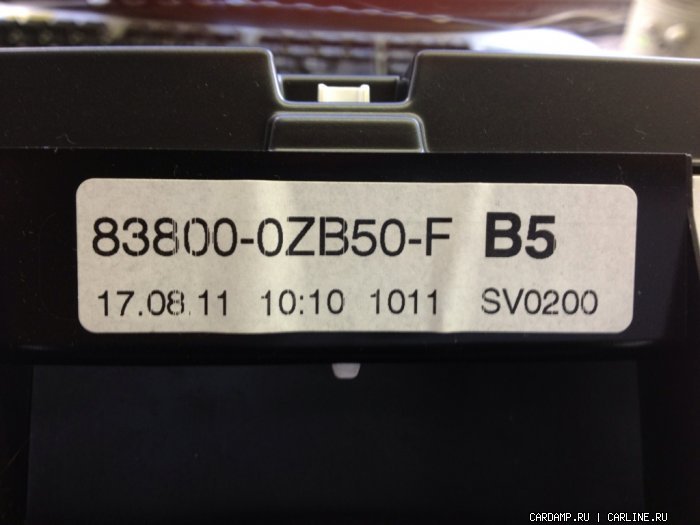 83800-0ZB50-F B5
17.08.11 10:10 1011 SV0200
CARDAMP.RU | CARLINE.RU